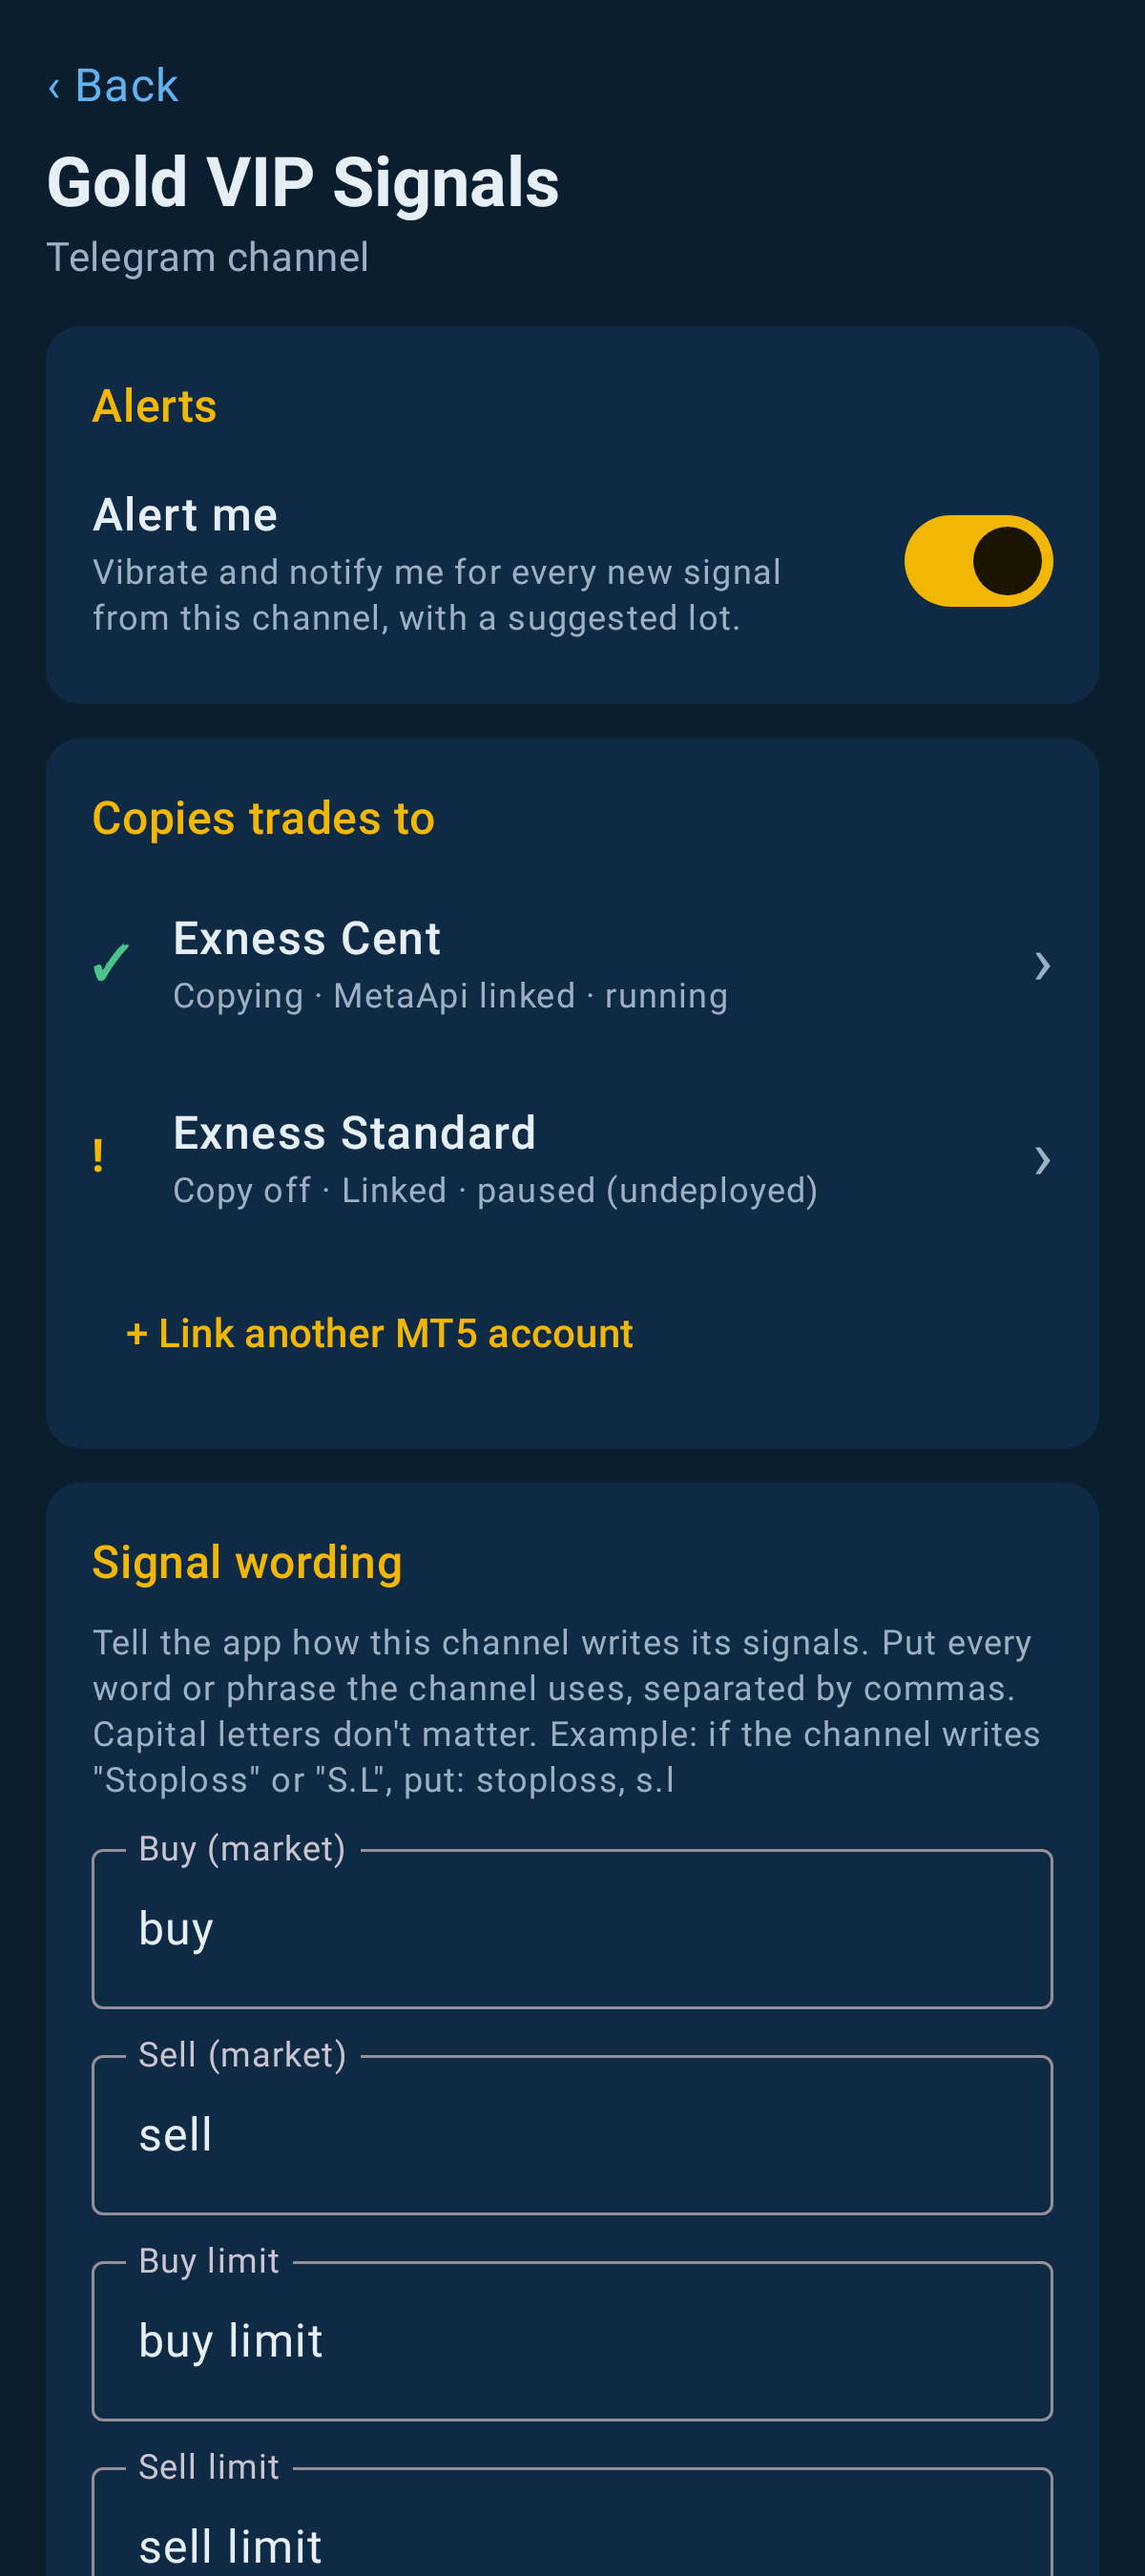 ‹ Back
Gold VIP Signals
Telegram channel
Alerts
Alert me
Vibrate and notify me for every new signal
from this channel, with a suggested lot.
Copies trades to
✓ Exness Cent ›
Copying · MetaApi linked · running
! Exness Standard ›
Copy off · Linked · paused (undeployed)
+ Link another MT5 account
Signal wording
Tell the app how this channel writes its signals. Put every
word or phrase the channel uses, separated by commas.
Capital letters don't matter. Example: if the channel writes
"Stoploss" or "S.L", put: stoploss, s.l
Buy (market)
buy
Sell (market)
sell
Buy limit
buy limit
Sell limit
sell limit